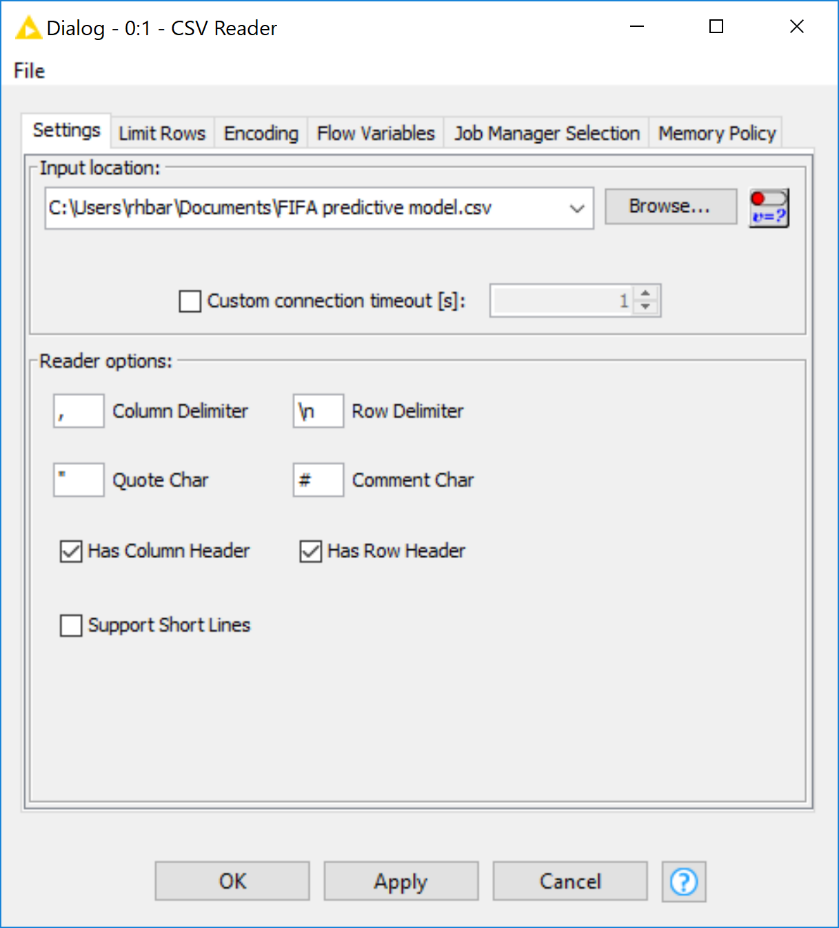 Dialog - 0:1 - CSV Reader
File
Settings Limit Rows Encoding Flow Variables Job Manager Selection Memory Policy
Input location:
C:\Users\rhbar\Documents\FIFA predictive model.csv Browse... v=?
Custom connection timeout [s]: 1
Reader options:
, Column Delimiter \n Row Delimiter
" Quote Char # Comment Char
Has Column Header Has Row Header
Support Short Lines
OK Apply Cancel ?